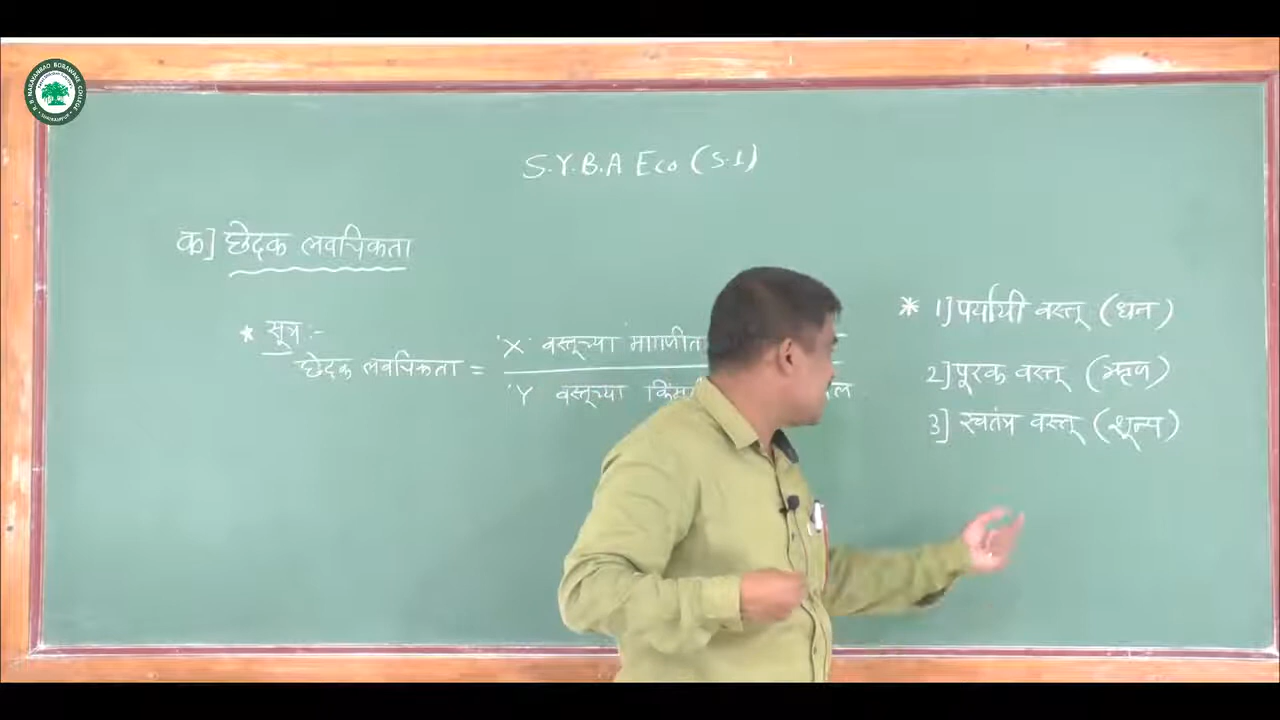 S.Y.B.A Eco (S-1)
क] छेदक लवचिकता
* सूत्र :-
छेदक लवचिकता =
'X' वस्तूच्या मागणीत
'Y' वस्तूच्या
* 1] पर्यायी वस्तू (धन)
2] पूरक वस्तू (ऋण)
3] स्वतंत्र वस्तू (शून्य)